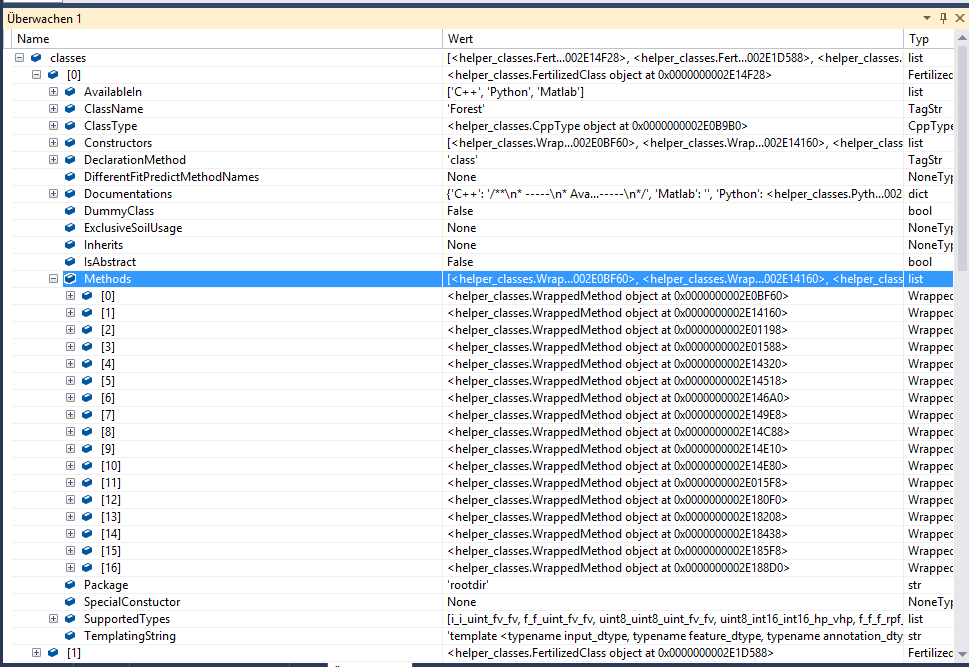 Überwachen 1
Name Wert Typ
classes [<helper_classes.Fert...002E14F28>, <helper_classes.Fert...002E1D588>, <helper_classes. list
[0] <helper_classes.FertilizedClass object at 0x0000000002E14F28> Fertilized
AvailableIn ['C++', 'Python', 'Matlab'] list
ClassName 'Forest' TagStr
ClassType <helper_classes.CppType object at 0x0000000002E0B9B0> CppType
Constructors [<helper_classes.Wrap...002E0BF60>, <helper_classes.Wrap...002E14160>, <helper_class list
DeclarationMethod 'class' TagStr
DifferentFitPredictMethodNames None NoneTyp
Documentations {'C++': '/**\n* -----\n* Ava...-----\n*/', 'Matlab': '', 'Python': <helper_classes.Pyth...002 dict
DummyClass False bool
ExclusiveSoilUsage None NoneTyp
Inherits None NoneTyp
IsAbstract False bool
Methods [<helper_classes.Wrap...002E0BF60>, <helper_classes.Wrap...002E14160>, <helper_class list
[0] <helper_classes.WrappedMethod object at 0x0000000002E0BF60> Wrapped
[1] <helper_classes.WrappedMethod object at 0x0000000002E14160> Wrapped
[2] <helper_classes.WrappedMethod object at 0x0000000002E01198> Wrapped
[3] <helper_classes.WrappedMethod object at 0x0000000002E01588> Wrapped
[4] <helper_classes.WrappedMethod object at 0x0000000002E14320> Wrapped
[5] <helper_classes.WrappedMethod object at 0x0000000002E14518> Wrapped
[6] <helper_classes.WrappedMethod object at 0x0000000002E146A0> Wrapped
[7] <helper_classes.WrappedMethod object at 0x0000000002E149E8> Wrapped
[8] <helper_classes.WrappedMethod object at 0x0000000002E14C88> Wrapped
[9] <helper_classes.WrappedMethod object at 0x0000000002E14E10> Wrapped
[10] <helper_classes.WrappedMethod object at 0x0000000002E14E80> Wrapped
[11] <helper_classes.WrappedMethod object at 0x0000000002E015F8> Wrapped
[12] <helper_classes.WrappedMethod object at 0x0000000002E180F0> Wrapped
[13] <helper_classes.WrappedMethod object at 0x0000000002E18208> Wrapped
[14] <helper_classes.WrappedMethod object at 0x0000000002E18438> Wrapped
[15] <helper_classes.WrappedMethod object at 0x0000000002E185F8> Wrapped
[16] <helper_classes.WrappedMethod object at 0x0000000002E188D0> Wrapped
Package 'rootdir' str
SpecialConstuctor None NoneTyp
SupportedTypes [i_i_uint_fv_fv, f_f_uint_fv_fv, uint8_uint8_uint_fv_fv, uint8_int16_int16_hp_vhp, f_f_f_rpf_ list
TemplatingString 'template <typename input_dtype, typename feature_dtype, typename annotation_dty str
[1] <helper_classes.FertilizedClass object at 0x0000000002E1D588> Fertilized